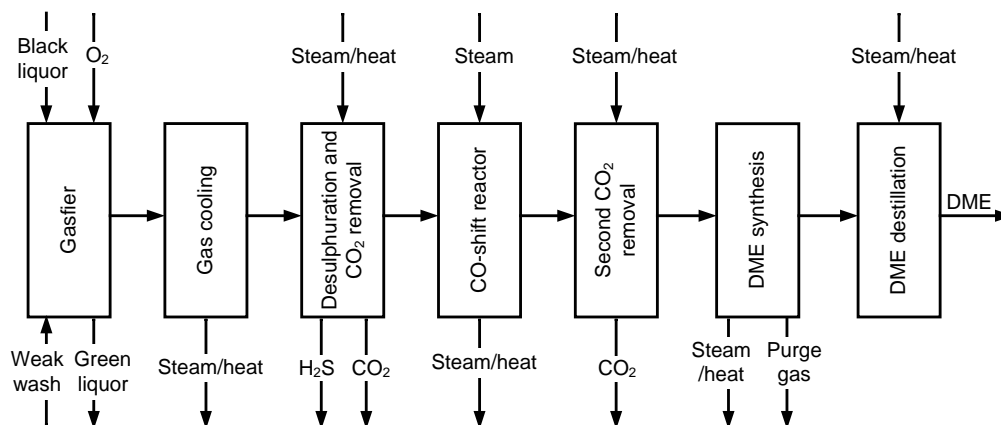 Black
liquor
O₂
Steam/heat
Steam
Steam/heat
Steam/heat
Gasfier
Gas cooling
Desulphuration and
CO₂ removal
CO-shift reactor
Second CO₂
removal
DME synthesis
DME destillation
DME
Weak
wash
Green
liquor
Steam/heat
H₂S
CO₂
Steam/heat
CO₂
Steam
/heat
Purge
gas